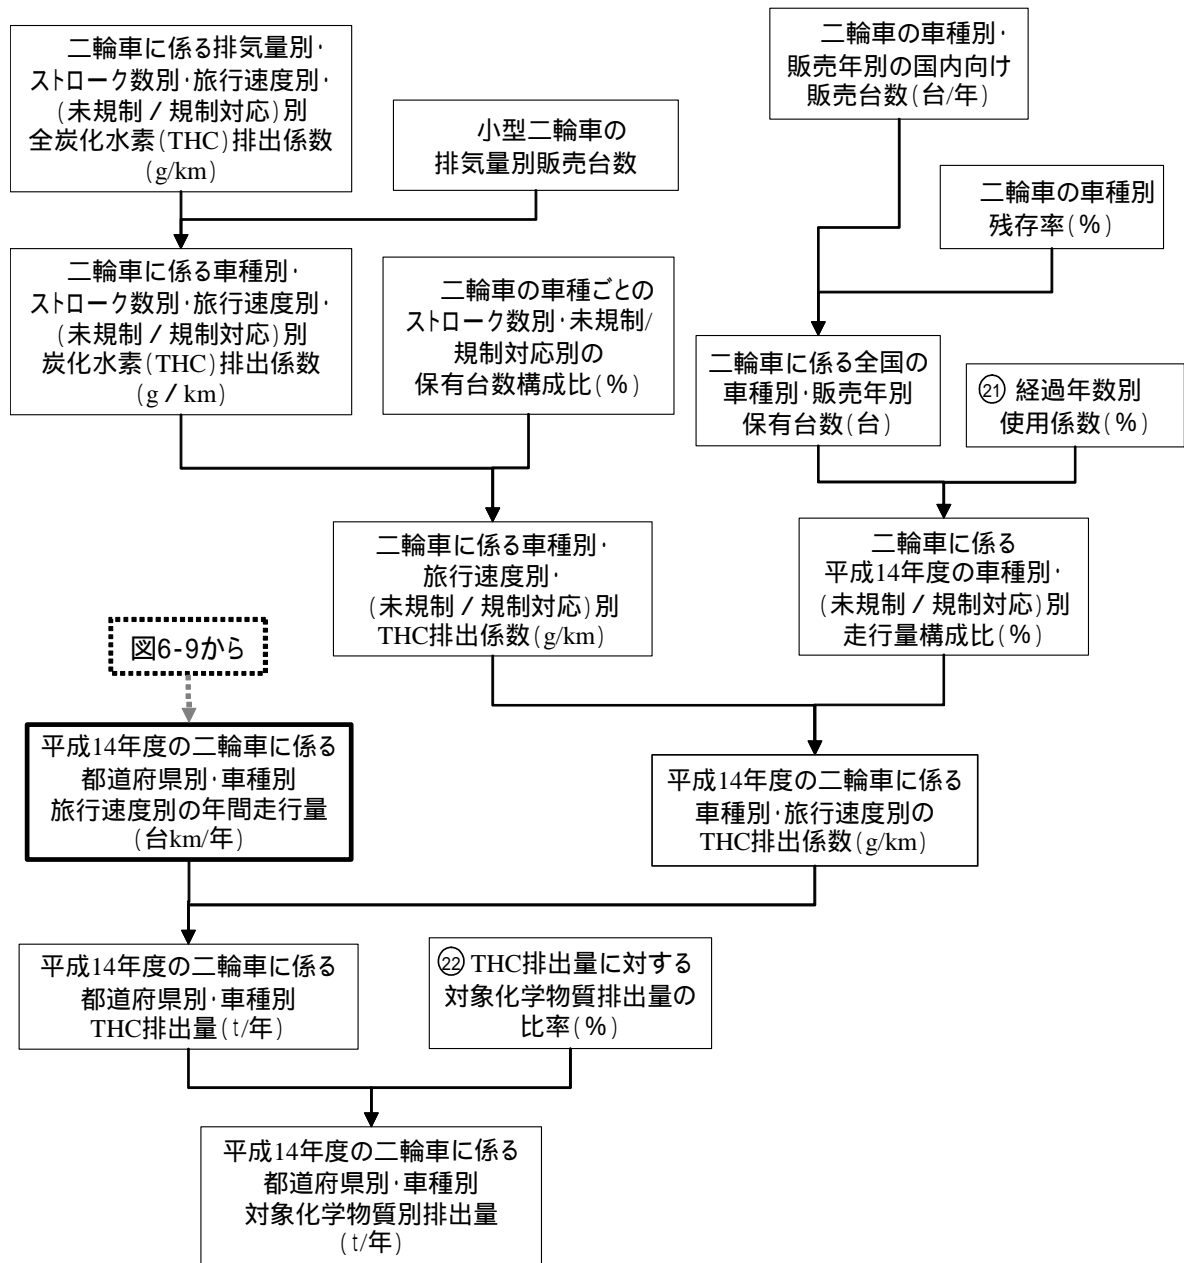 二輪車に係る排気量別・
ストローク数別・旅行速度別・
(未規制/規制対応)別
全炭化水素(THC)排出係数
(g/km)
小型二輪車の
排気量別販売台数
二輪車の車種別・
販売年別の国内向け
販売台数(台/年)
二輪車の車種別
残存率(%)
二輪車に係る車種別・
ストローク数別・旅行速度別・
(未規制/規制対応)別
炭化水素(THC)排出係数
(g/km)
二輪車の車種ごとの
ストローク数別・未規制/
規制対応別の
保有台数構成比(%)
二輪車に係る全国の
車種別・販売年別
保有台数(台)
㉑ 経過年数別
使用係数(%)
二輪車に係る車種別・
旅行速度別・
(未規制/規制対応)別
THC排出係数(g/km)
二輪車に係る
平成14年度の車種別・
(未規制/規制対応)別
走行量構成比(%)
図6-9から
平成14年度の二輪車に係る
都道府県別・車種別
旅行速度別の年間走行量
(台km/年)
平成14年度の二輪車に係る
車種別・旅行速度別の
THC排出係数(g/km)
平成14年度の二輪車に係る
都道府県別・車種別
THC排出量(t/年)
㉒ THC排出量に対する
対象化学物質排出量の
比率(%)
平成14年度の二輪車に係る
都道府県別・車種別
対象化学物質別排出量
(t/年)